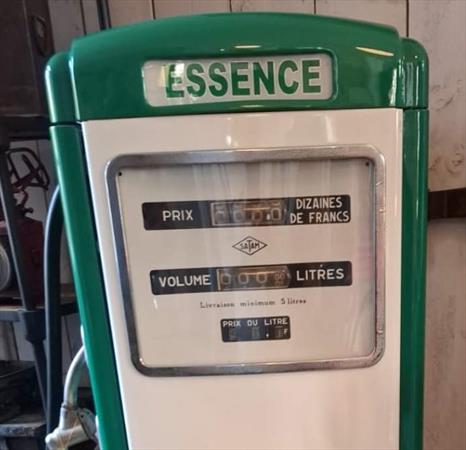 ESSENCE
PRIX DIZAINES DE FRANCS
SATAM
VOLUME LITRES
Livraison minimum 5 litres
PRIX DU LITRE
F